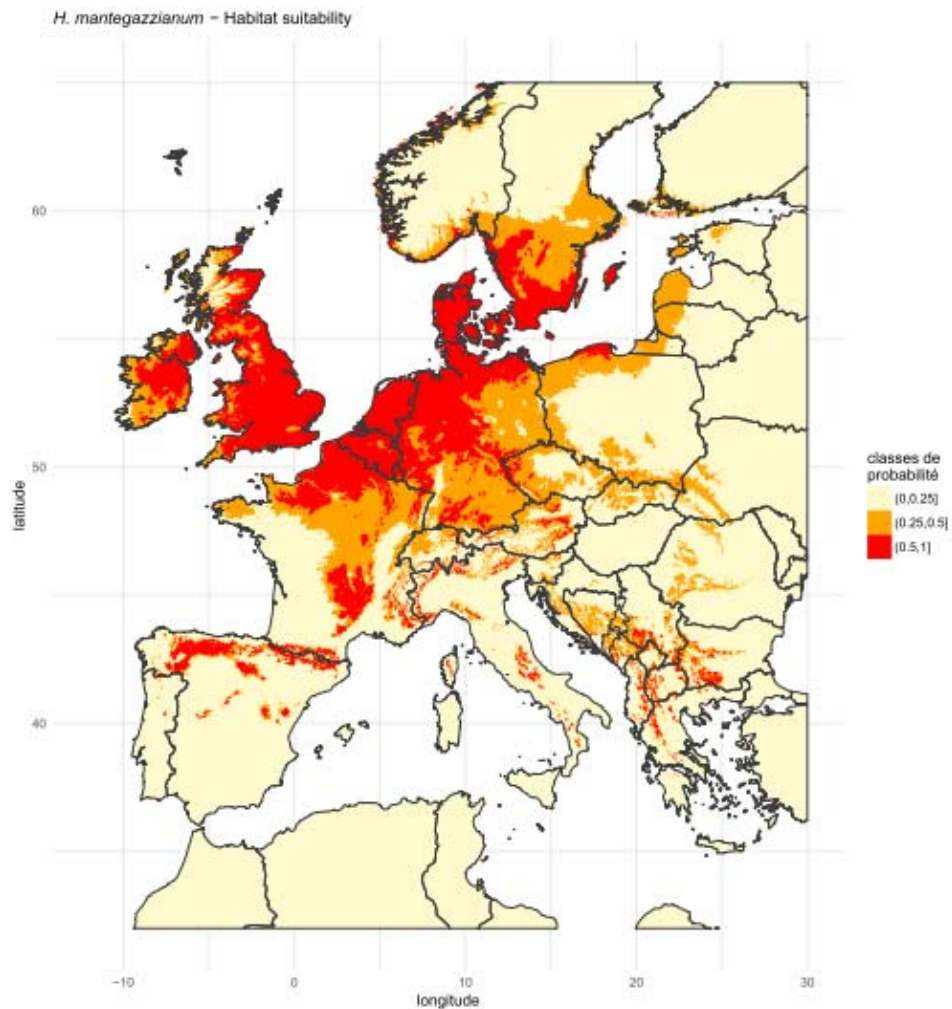 H. mantegazzianum − Habitat suitability
60
50
40
latitude
−10
0
10
20
30
longitude
classes de
probabilité
(0,0.25]
(0.25,0.5]
(0.5,1]